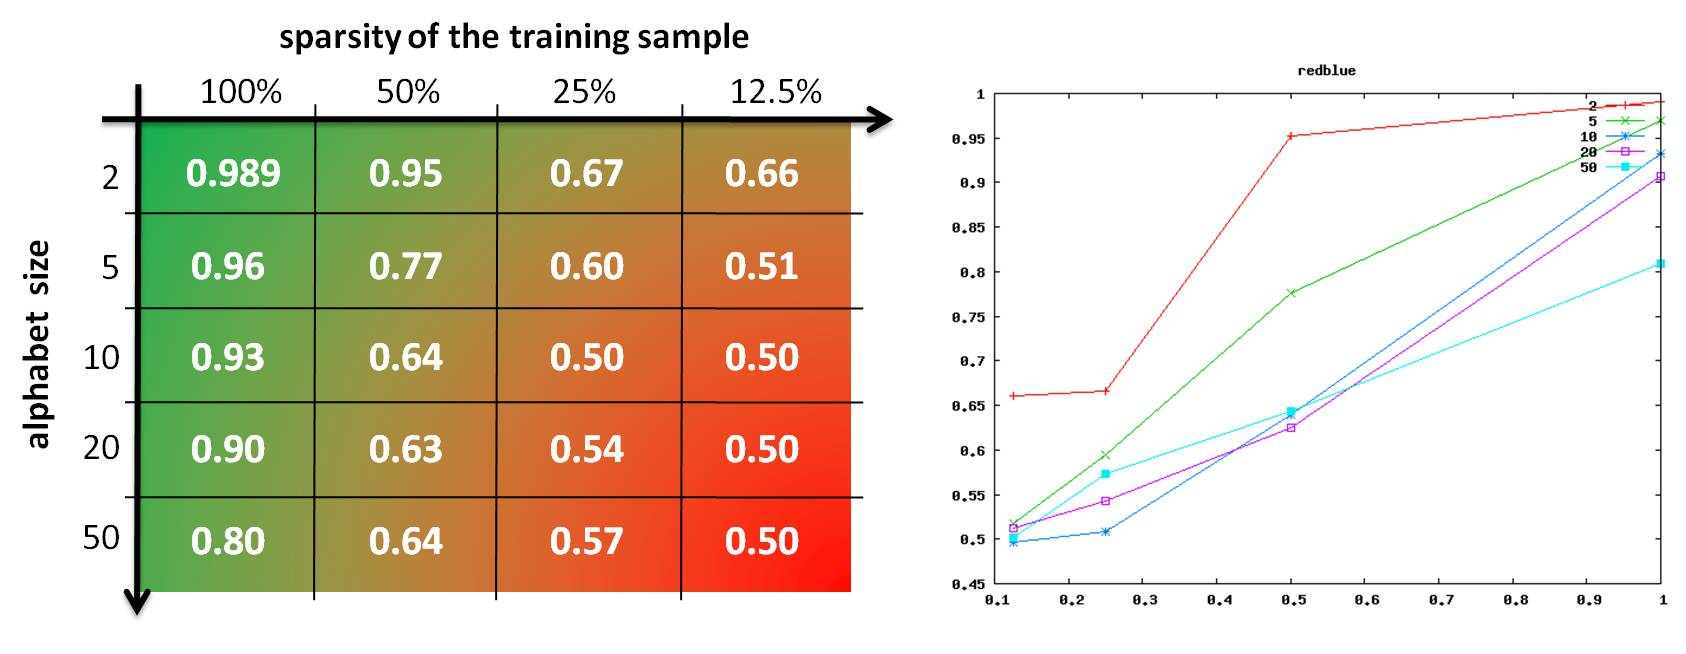 sparsity of the training sample
100% 50% 25% 12.5%
alphabet size
2 0.989 0.95 0.67 0.66
5 0.96 0.77 0.60 0.51
10 0.93 0.64 0.50 0.50
20 0.90 0.63 0.54 0.50
50 0.80 0.64 0.57 0.50
redblue
1
0.95
0.9
0.85
0.8
0.75
0.7
0.65
0.6
0.55
0.5
0.45
0.1 0.2 0.3 0.4 0.5 0.6 0.7 0.8 0.9 1
2
5
10
20
50